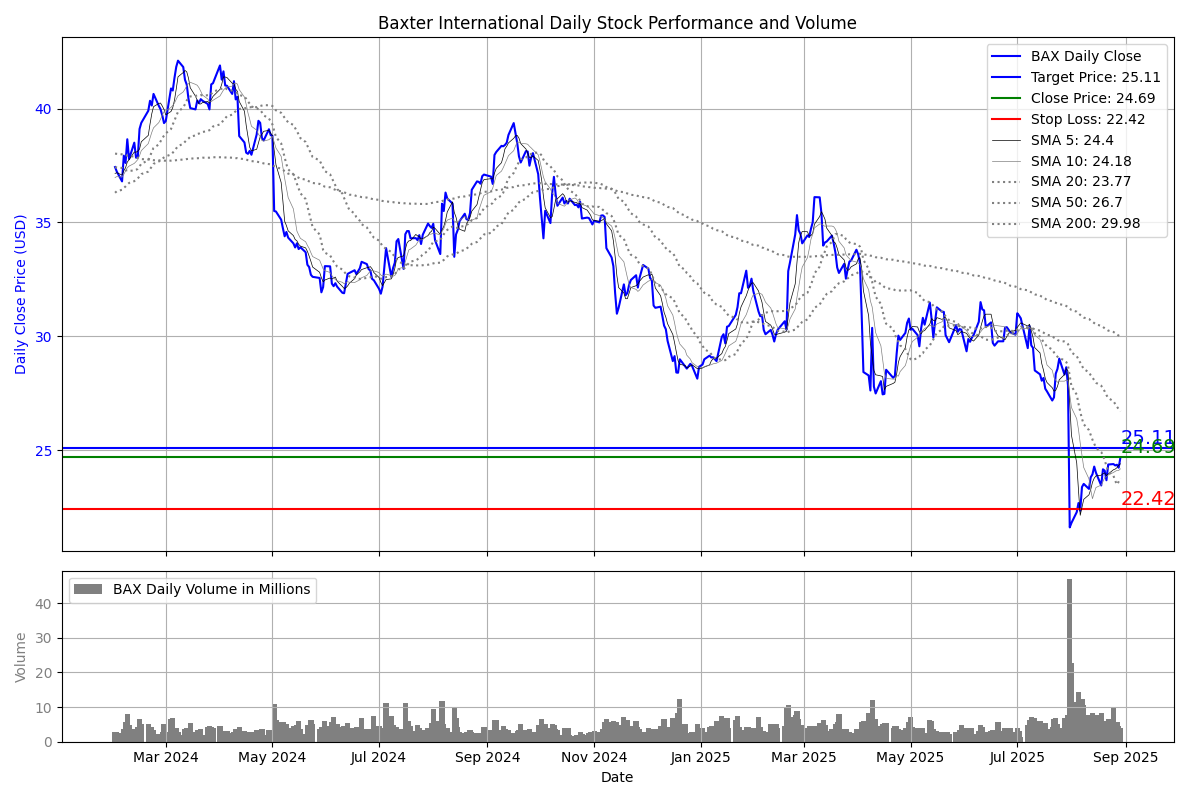 Baxter International Daily Stock Performance and Volume
Daily Close Price (USD)
40
35
30
25
BAX Daily Close
Target Price: 25.11
Close Price: 24.69
Stop Loss: 22.42
SMA 5: 24.4
SMA 10: 24.18
SMA 20: 23.77
SMA 50: 26.7
SMA 200: 29.98
25.11
24.69
22.42
BAX Daily Volume in Millions
Volume
40
30
20
10
0
Mar 2024 May 2024 Jul 2024 Sep 2024 Nov 2024 Jan 2025 Mar 2025 May 2025 Jul 2025 Sep 2025
Date